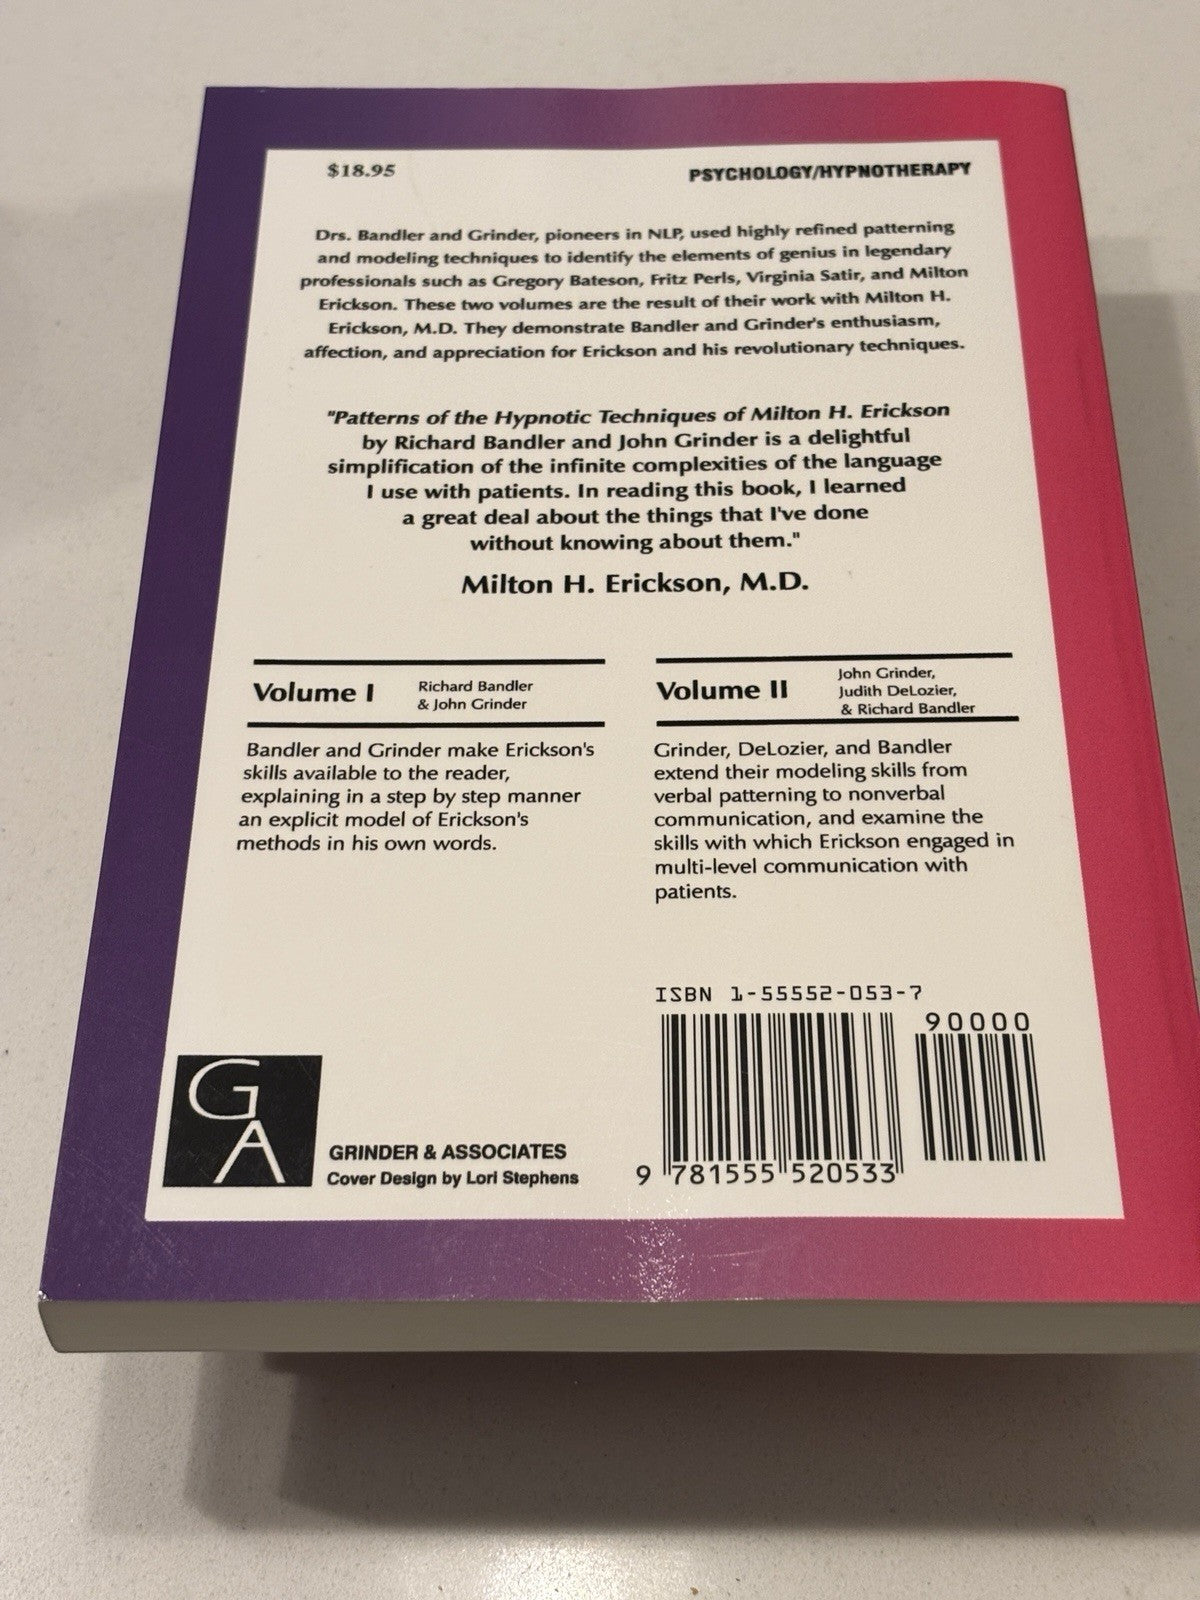 $18.95
PSYCHOLOGY/HYPNOTHERAPY
Drs. Bandler and Grinder, pioneers in NLP, used highly refined patterning
and modeling techniques to identify the elements of genius in legendary
professionals such as Gregory Bateson, Fritz Perls, Virginia Satir, and Milton
Erickson. These two volumes are the result of their work with Milton H.
Erickson, M.D. They demonstrate Bandler and Grinder's enthusiasm,
affection, and appreciation for Erickson and his revolutionary techniques.
"Patterns of the Hypnotic Techniques of Milton H. Erickson
by Richard Bandler and John Grinder is a delightful
simplification of the infinite complexities of the language
I use with patients. In reading this book, I learned
a great deal about the things that I've done
without knowing about them."
Milton H. Erickson, M.D.
Volume I
Richard Bandler
& John Grinder
Bandler and Grinder make Erickson's
skills available to the reader,
explaining in a step by step manner
an explicit model of Erickson's
methods in his own words.
Volume II
John Grinder,
Judith DeLozier,
& Richard Bandler
Grinder, DeLozier, and Bandler
extend their modeling skills from
verbal patterning to nonverbal
communication, and examine the
skills with which Erickson engaged in
multi-level communication with
patients.
GA
GRINDER & ASSOCIATES
Cover Design by Lori Stephens
ISBN 1-55552-053-7
90000
9 781555 520533